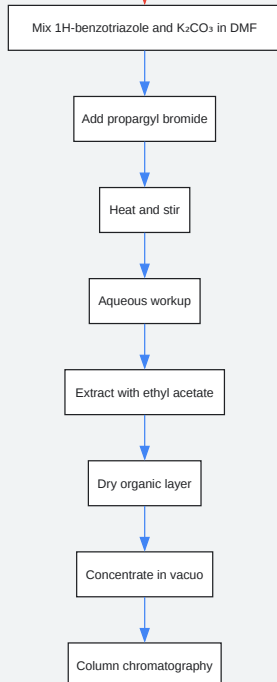 Mix 1H-benzotriazole and K₂CO₃ in DMF
Add propargyl bromide
Heat and stir
Aqueous workup
Extract with ethyl acetate
Dry organic layer
Concentrate in vacuo
Column chromatography